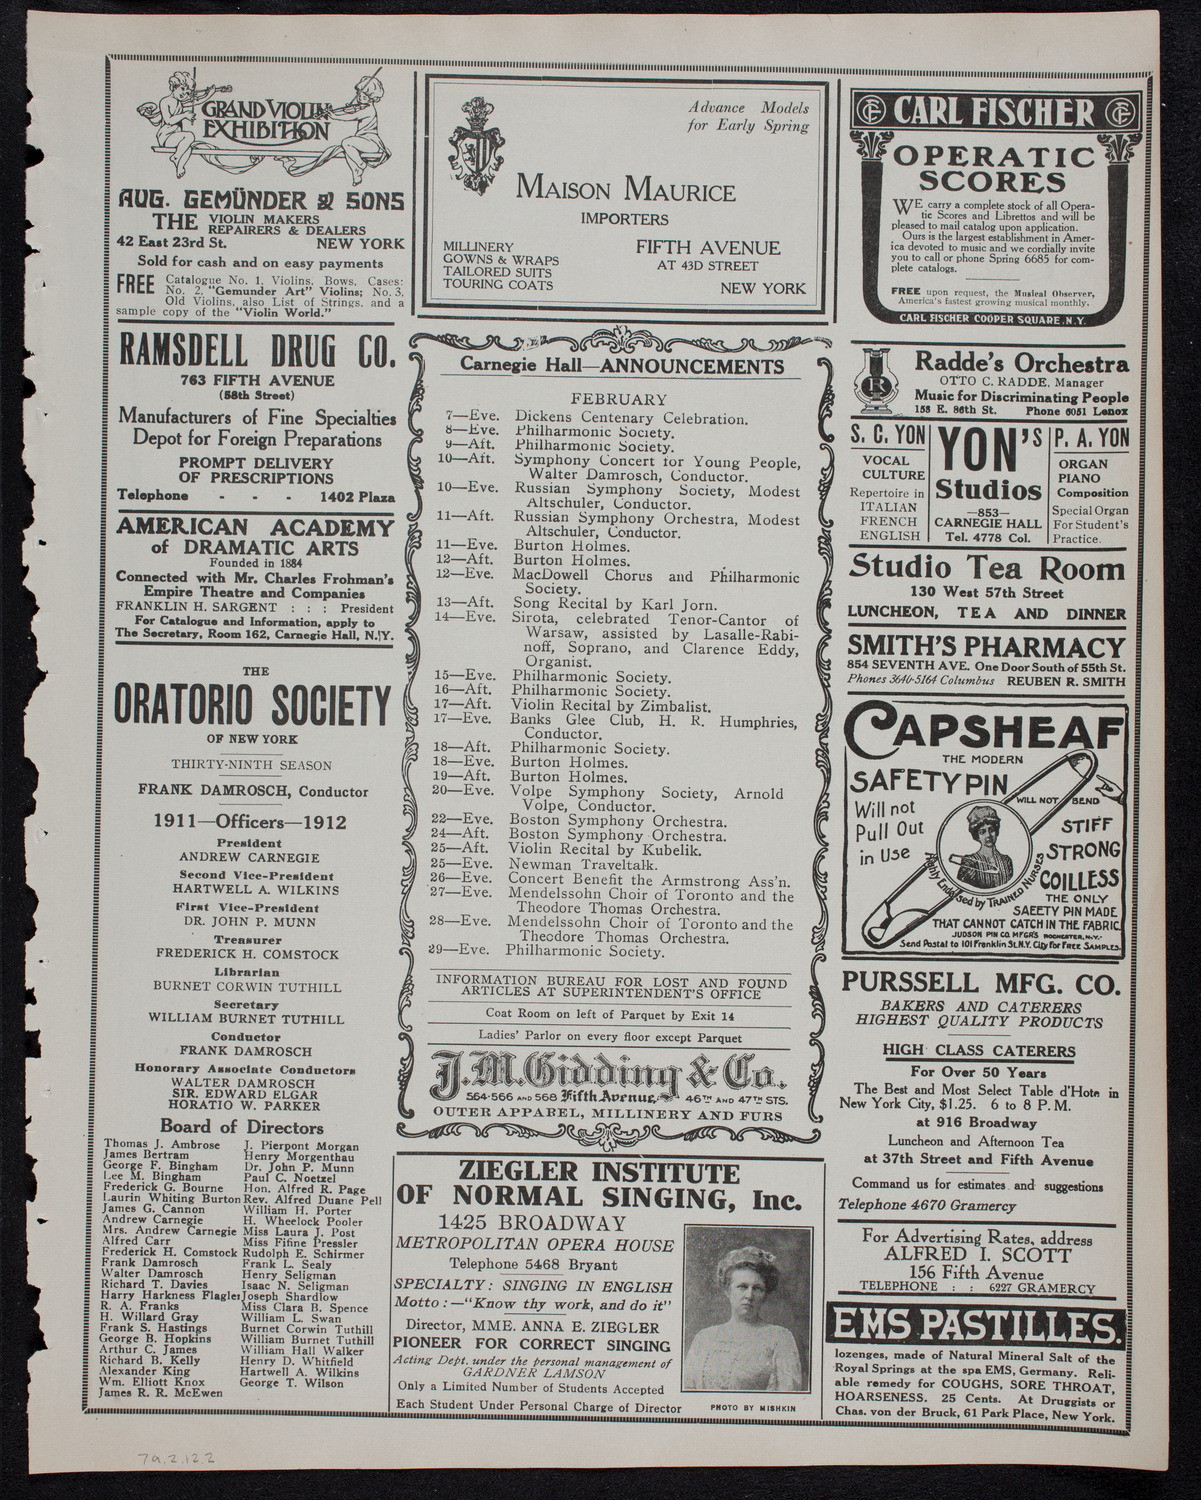 GRAND VIOLIN
EXHIBITION
AUG. GEMÜNDER & SONS
THE VIOLIN MAKERS
REPAIRERS & DEALERS
42 East 23rd St. NEW YORK
Sold for cash and on easy payments
FREE Catalogue No. 1, Violins, Bows, Cases:
No. 2, "Gemunder Art" Violins; No. 3,
Old Violins, also List of Strings, and a
sample copy of the "Violin World."
RAMSDELL DRUG CO.
763 FIFTH AVENUE
(58th Street)
Manufacturers of Fine Specialties
Depot for Foreign Preparations
PROMPT DELIVERY
OF PRESCRIPTIONS
Telephone - - - 1402 Plaza
AMERICAN ACADEMY
of DRAMATIC ARTS
Founded in 1884
Connected with Mr. Charles Frohman's
Empire Theatre and Companies
FRANKLIN H. SARGENT : : : President
For Catalogue and Information, apply to
The Secretary, Room 162, Carnegie Hall, N.Y.
THE
ORATORIO SOCIETY
OF NEW YORK
THIRTY-NINTH SEASON
FRANK DAMROSCH, Conductor
1911—Officers—1912
President
ANDREW CARNEGIE
Second Vice-President
HARTWELL A. WILKINS
First Vice-President
DR. JOHN P. MUNN
Treasurer
FREDERICK H. COMSTOCK
Librarian
BURNET CORWIN TUTHILL
Secretary
WILLIAM BURNET TUTHILL
Conductor
FRANK DAMROSCH
Honorary Associate Conductors
WALTER DAMROSCH
SIR. EDWARD ELGAR
HORATIO W. PARKER
Board of Directors
Thomas J. Ambrose
James Bertram
George F. Bingham
Lee M. Bingham
Frederick G. Bourne
Laurin Whiting Burton
James G. Cannon
Andrew Carnegie
Mrs. Andrew Carnegie
Alfred Carr
Frederick H. Comstock
Frank Damrosch
Walter Damrosch
Richard T. Davies
Harry Harkness Flagler
R. A. Franks
H. Willard Gray
Frank S. Hastings
George B. Hopkins
Arthur C. James
Richard B. Kelly
Alexander King
Wm. Elliott Knox
James R. R. McEwen
J. Pierpont Morgan
Henry Morgenthau
Dr. John P. Munn
Paul C. Noetzel
Hon. Alfred R. Page
Rev. Alfred Duane Pell
William H. Porter
H. Wheelock Pooler
Miss Laura J. Post
Miss Fifine Pressler
Rudolph E. Schirmer
Frank L. Sealy
Henry Seligman
Isaac N. Seligman
Joseph Shardlow
Miss Clara B. Spence
William L. Swan
Burnet Corwin Tuthill
William Burnet Tuthill
William Hall Walker
Henry D. Whitfield
Hartwell A. Wilkins
George T. Wilson
Advance Models
for Early Spring
MAISON MAURICE
IMPORTERS
MILLINERY
GOWNS & WRAPS
TAILORED SUITS
TOURING COATS
FIFTH AVENUE
AT 43D STREET
NEW YORK
Carnegie Hall—ANNOUNCEMENTS
FEBRUARY
7—Eve. Dickens Centenary Celebration.
8—Eve. Philharmonic Society.
9—Aft. Philharmonic Society.
10—Aft. Symphony Concert for Young People,
Walter Damrosch, Conductor.
10—Eve. Russian Symphony Society, Modest
Altschuler, Conductor.
11—Aft. Russian Symphony Orchestra, Modest
Altschuler, Conductor.
11—Eve. Burton Holmes.
12—Aft. Burton Holmes.
12—Eve. MacDowell Chorus and Philharmonic
Society.
13—Aft. Song Recital by Karl Jorn.
14—Eve. Sirota, celebrated Tenor-Cantor of
Warsaw, assisted by Lasalle-Rabi-
noff, Soprano, and Clarence Eddy,
Organist.
15—Eve. Philharmonic Society.
16—Aft. Philharmonic Society.
17—Aft. Violin Recital by Zimbalist.
17—Eve. Banks Glee Club, H. R. Humphries,
Conductor.
18—Aft. Philharmonic Society.
18—Eve. Burton Holmes.
19—Aft. Burton Holmes.
20—Eve. Volpe Symphony Society, Arnold
Volpe, Conductor.
22—Eve. Boston Symphony Orchestra.
24—Aft. Boston Symphony Orchestra.
25—Aft. Violin Recital by Kubelik.
25—Eve. Newman Traveltalk.
26—Eve. Concert Benefit the Armstrong Ass'n.
27—Eve. Mendelssohn Choir of Toronto and the
Theodore Thomas Orchestra.
28—Eve. Mendelssohn Choir of Toronto and the
Theodore Thomas Orchestra.
29—Eve. Philharmonic Society.
INFORMATION BUREAU FOR LOST AND FOUND
ARTICLES AT SUPERINTENDENT'S OFFICE
Coat Room on left of Parquet by Exit 14
Ladies' Parlor on every floor except Parquet
J.M.Gidding & Co.
564-566 AND 568 Fifth Avenue, 46TH AND 47TH STS.
OUTER APPAREL, MILLINERY AND FURS
ZIEGLER INSTITUTE
OF NORMAL SINGING, Inc.
1425 BROADWAY
METROPOLITAN OPERA HOUSE
Telephone 5468 Bryant
SPECIALTY: SINGING IN ENGLISH
Motto:—"Know thy work, and do it"
Director, MME. ANNA E. ZIEGLER
PIONEER FOR CORRECT SINGING
Acting Dept. under the personal management of
GARDNER LAMSON
Only a Limited Number of Students Accepted
Each Student Under Personal Charge of Director
PHOTO BY MISHKIN
CF CARL FISCHER CF
OPERATIC
SCORES
WE carry a complete stock of all Opera-
tic Scores and Librettos and will be
pleased to mail catalog upon application.
Ours is the largest establishment in Amer-
ica devoted to music and we cordially invite
you to call or phone Spring 6685 for com-
plete catalogs.
FREE upon request, the Musical Observer,
America's fastest growing musical monthly.
CARL FISCHER COOPER SQUARE, N.Y.
R
Radde's Orchestra
OTTO C. RADDE, Manager
Music for Discriminating People
158 E. 86th St. Phone 6051 Lenox
S. C. YON
VOCAL
CULTURE
Repertoire in
ITALIAN
FRENCH
ENGLISH
YON'S
Studios
—853—
CARNEGIE HALL
Tel. 4778 Col.
P. A. YON
ORGAN
PIANO
Composition
Special Organ
For Student's
Practice.
Studio Tea Room
130 West 57th Street
LUNCHEON, TEA AND DINNER
SMITH'S PHARMACY
854 SEVENTH AVE. One Door South of 55th St.
Phones 3646-5164 Columbus REUBEN R. SMITH
CAPSHEAF
THE MODERN
SAFETY PIN
WILL NOT BEND
Will not
Pull Out
in Use
STIFF
STRONG
COILLESS
Highly Endorsed by TRAINED NURSES
THE ONLY
SAFETY PIN MADE
THAT CANNOT CATCH IN THE FABRIC
JUDSON PIN CO. MFGRS ROCHESTER, N.Y.
Send Postal to 101 Franklin St. N.Y. City for FREE SAMPLES.
PURSSELL MFG. CO.
BAKERS AND CATERERS
HIGHEST QUALITY PRODUCTS
HIGH CLASS CATERERS
For Over 50 Years
The Best and Most Select Table d'Hote in
New York City, $1.25. 6 to 8 P.M.
at 916 Broadway
Luncheon and Afternoon Tea
at 37th Street and Fifth Avenue
Command us for estimates and suggestions
Telephone 4670 Gramercy
For Advertising Rates, address
ALFRED I. SCOTT
156 Fifth Avenue
TELEPHONE : : 6227 GRAMERCY
EMS PASTILLES.
lozenges, made of Natural Mineral Salt of the
Royal Springs at the spa EMS, Germany. Reli-
able remedy for COUGHS, SORE THROAT,
HOARSENESS. 25 Cents. At Druggists or
Chas. von der Bruck, 61 Park Place, New York.
7a.2.12.2